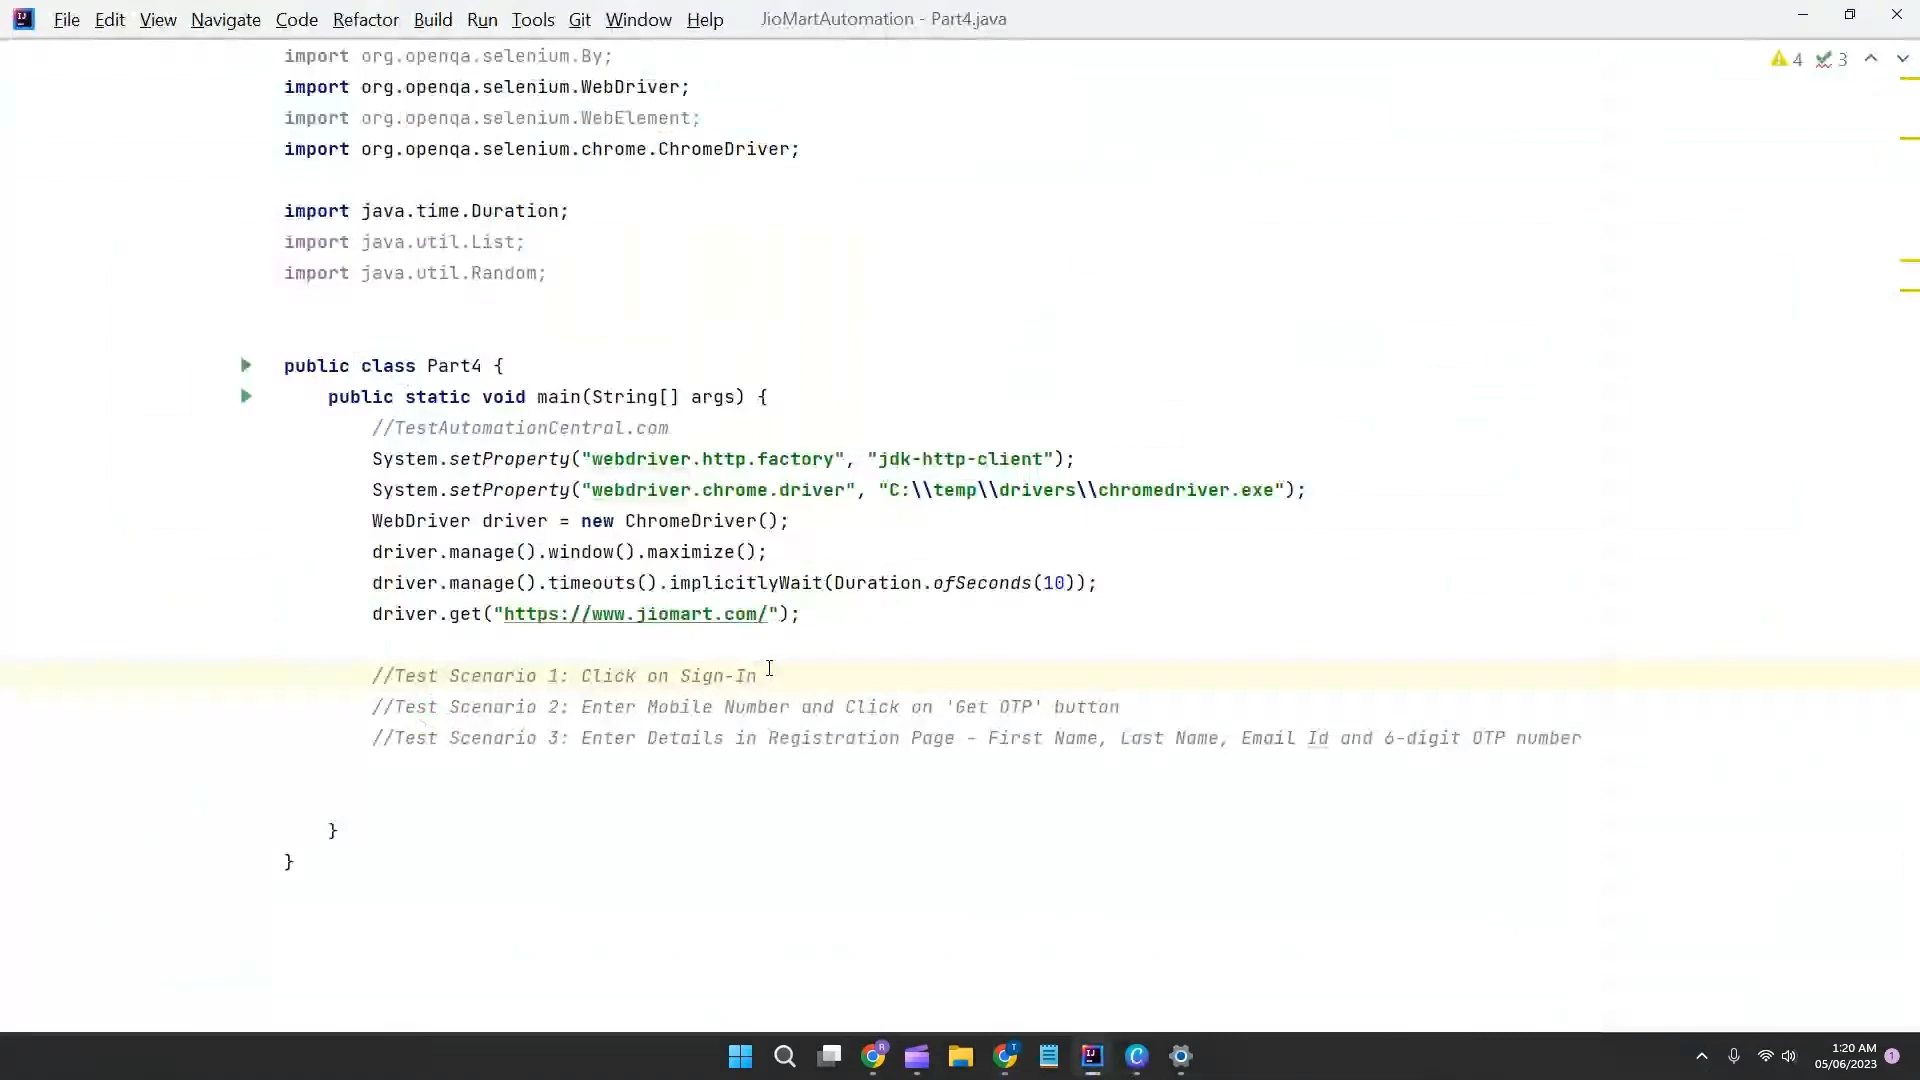 File Edit View Navigate Code Refactor Build Run Tools Git Window Help JioMartAutomation - Part4.java
import org.openqa.selenium.By;
4 3
import org.openqa.selenium.WebDriver;
import org.openqa.selenium.WebElement;
import org.openqa.selenium.chrome.ChromeDriver;
import java.time.Duration;
import java.util.List;
import java.util.Random;
public class Part4 {
public static void main(String[] args) {
//TestAutomationCentral.com
System.setProperty("webdriver.http.factory", "jdk-http-client");
System.setProperty("webdriver.chrome.driver", "C:\\temp\\drivers\\chromedriver.exe");
WebDriver driver = new ChromeDriver();
driver.manage().window().maximize();
driver.manage().timeouts().implicitlyWait(Duration.ofSeconds(10));
driver.get("https://www.jiomart.com/");
//Test Scenario 1: Click on Sign-In
//Test Scenario 2: Enter Mobile Number and Click on 'Get OTP' button
//Test Scenario 3: Enter Details in Registration Page - First Name, Last Name, Email Id and 6-digit OTP number
}
}
1:20 AM
05/06/2023
1